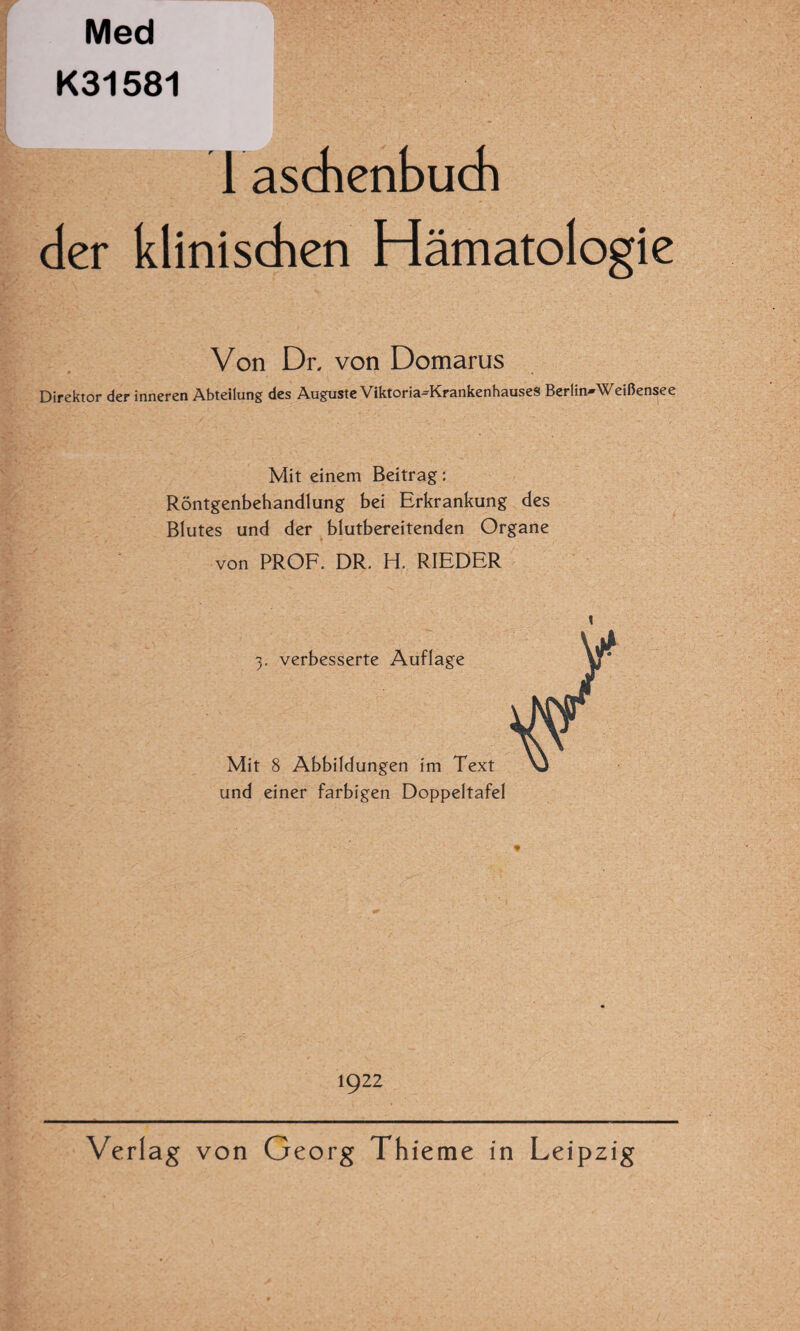 Med
K31581
Taschenbuch
der klinischen Hämatologie
Von Dr. von Domarus
Direktor der inneren Abteilung des Auguste Viktoria-Krankenhauses Berlin-Weißensee
Mit einem Beitrag:
Röntgenbehandlung bei Erkrankung des
Blutes und der blutbereitenden Organe
von PROF. DR. H. RIEDER
3. verbesserte Auflage
Mit 8 Abbildungen im Text
und einer farbigen Doppeltafel
1922
Verlag von Georg Thieme in Leipzig